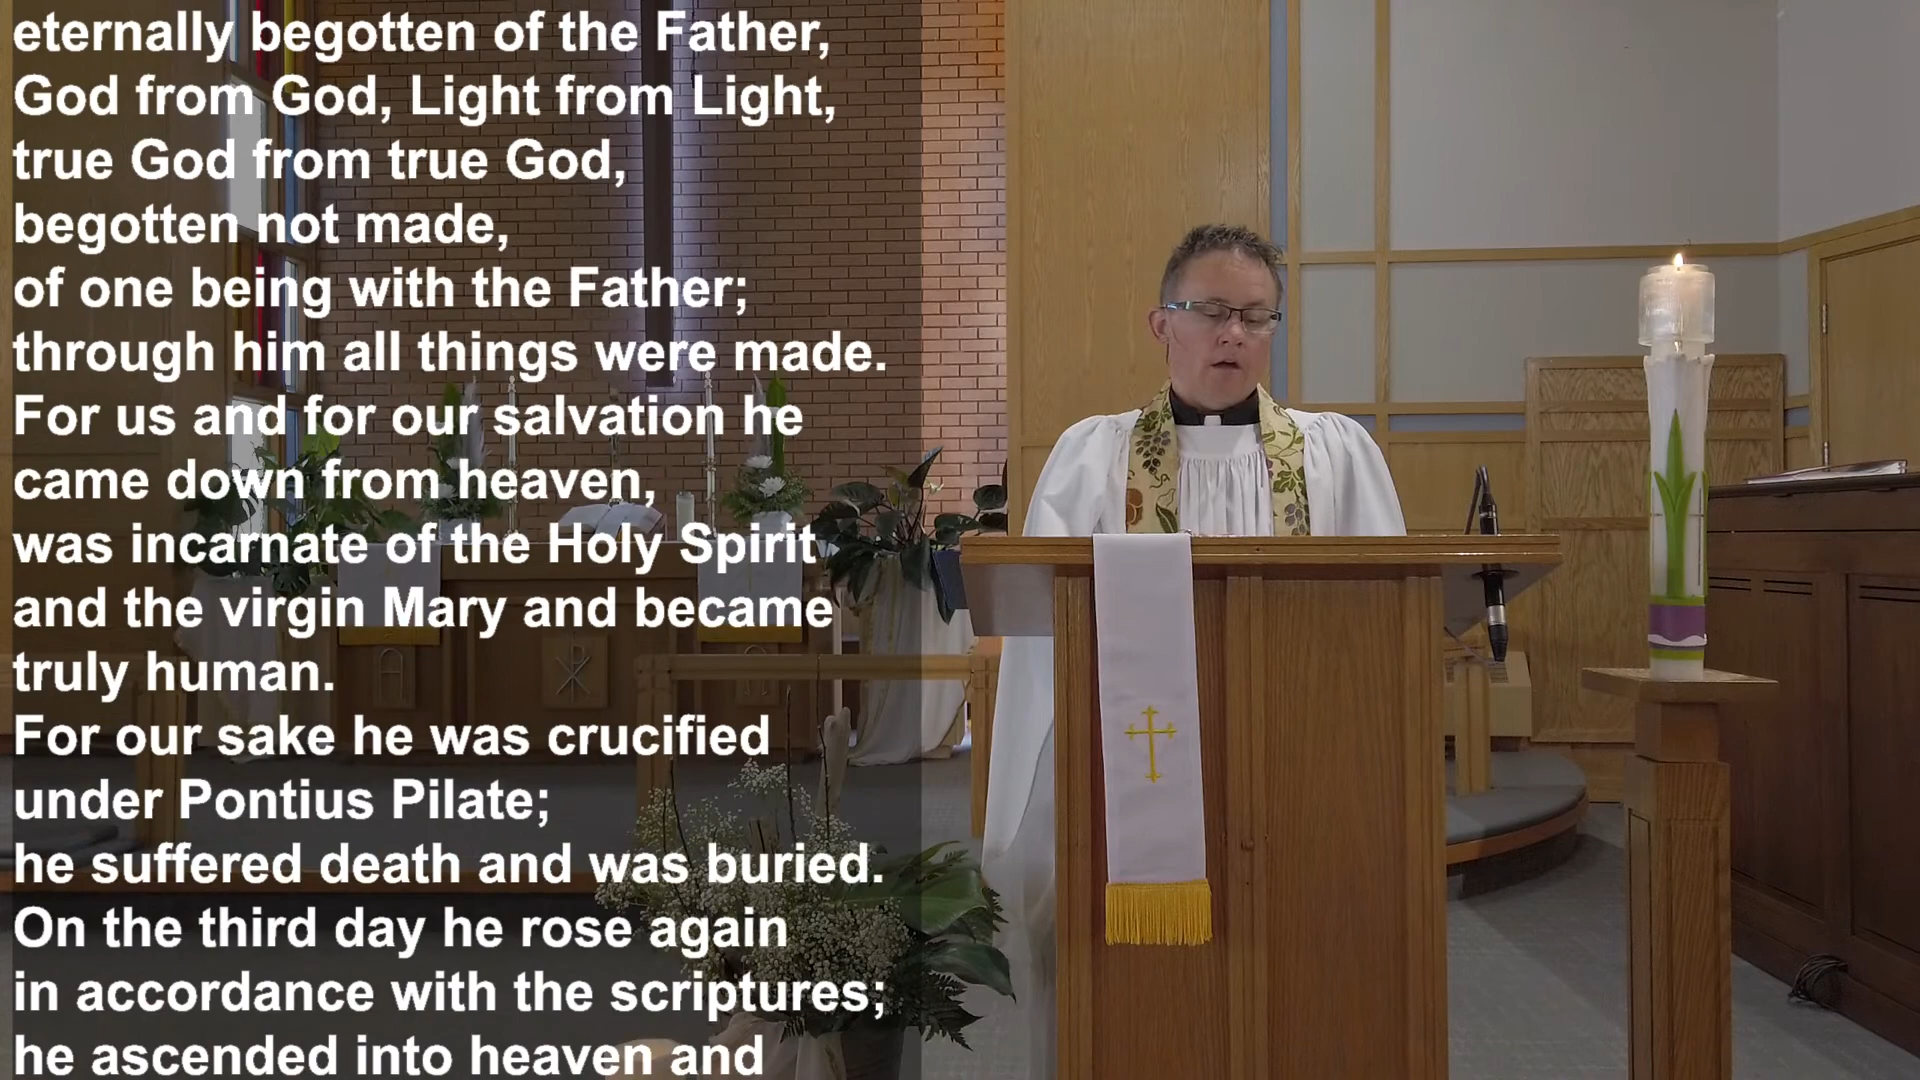 eternally begotten of the Father,
God from God, Light from Light,
true God from true God,
begotten not made,
of one being with the Father;
through him all things were made.
For us and for our salvation he
came down from heaven,
was incarnate of the Holy Spirit
and the virgin Mary and became
truly human.
For our sake he was crucified
under Pontius Pilate;
he suffered death and was buried.
On the third day he rose again
in accordance with the scriptures;
he ascended into heaven and